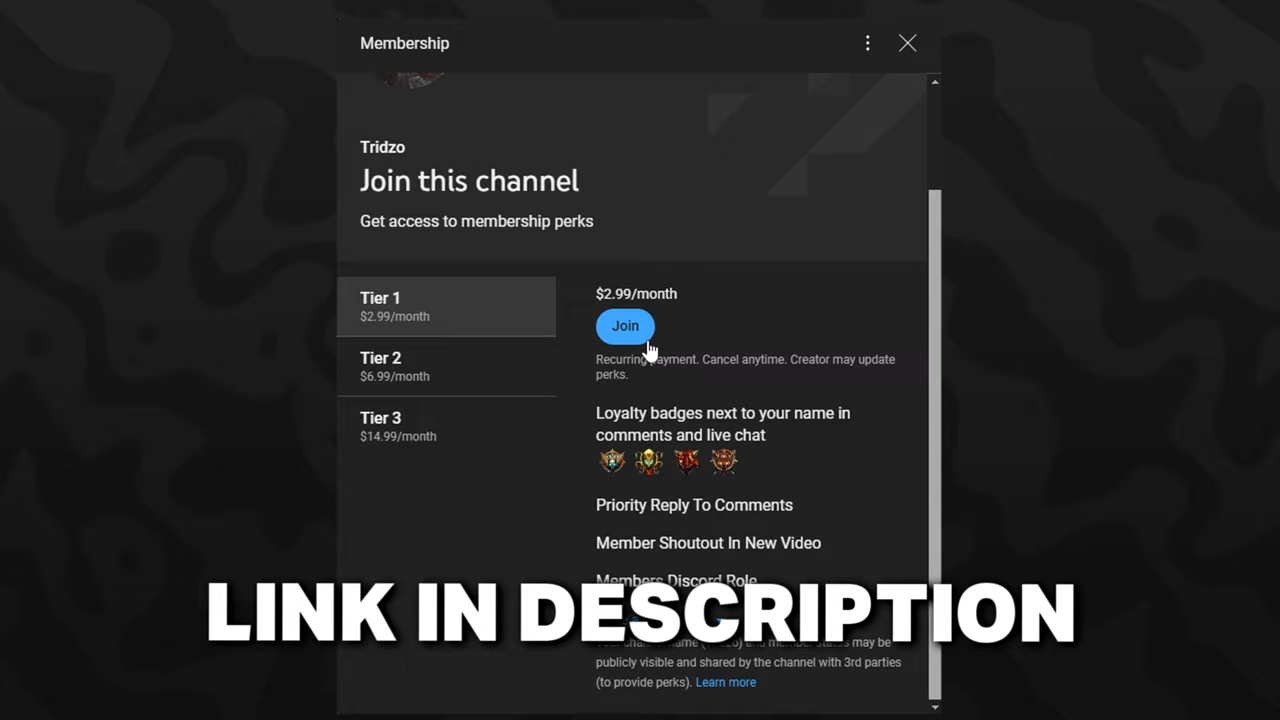 Membership
Tridzo
Join this channel
Get access to membership perks
Tier 1
$2.99/month
Tier 2
$6.99/month
Tier 3
$14.99/month
$2.99/month
Join
Recurring payment. Cancel anytime. Creator may update
perks.
Loyalty badges next to your name in
comments and live chat
Priority Reply To Comments
Member Shoutout In New Video
Members Discord Role
LINK IN DESCRIPTION
may be
publicly visible and shared by the channel with 3rd parties
(to provide perks). Learn more